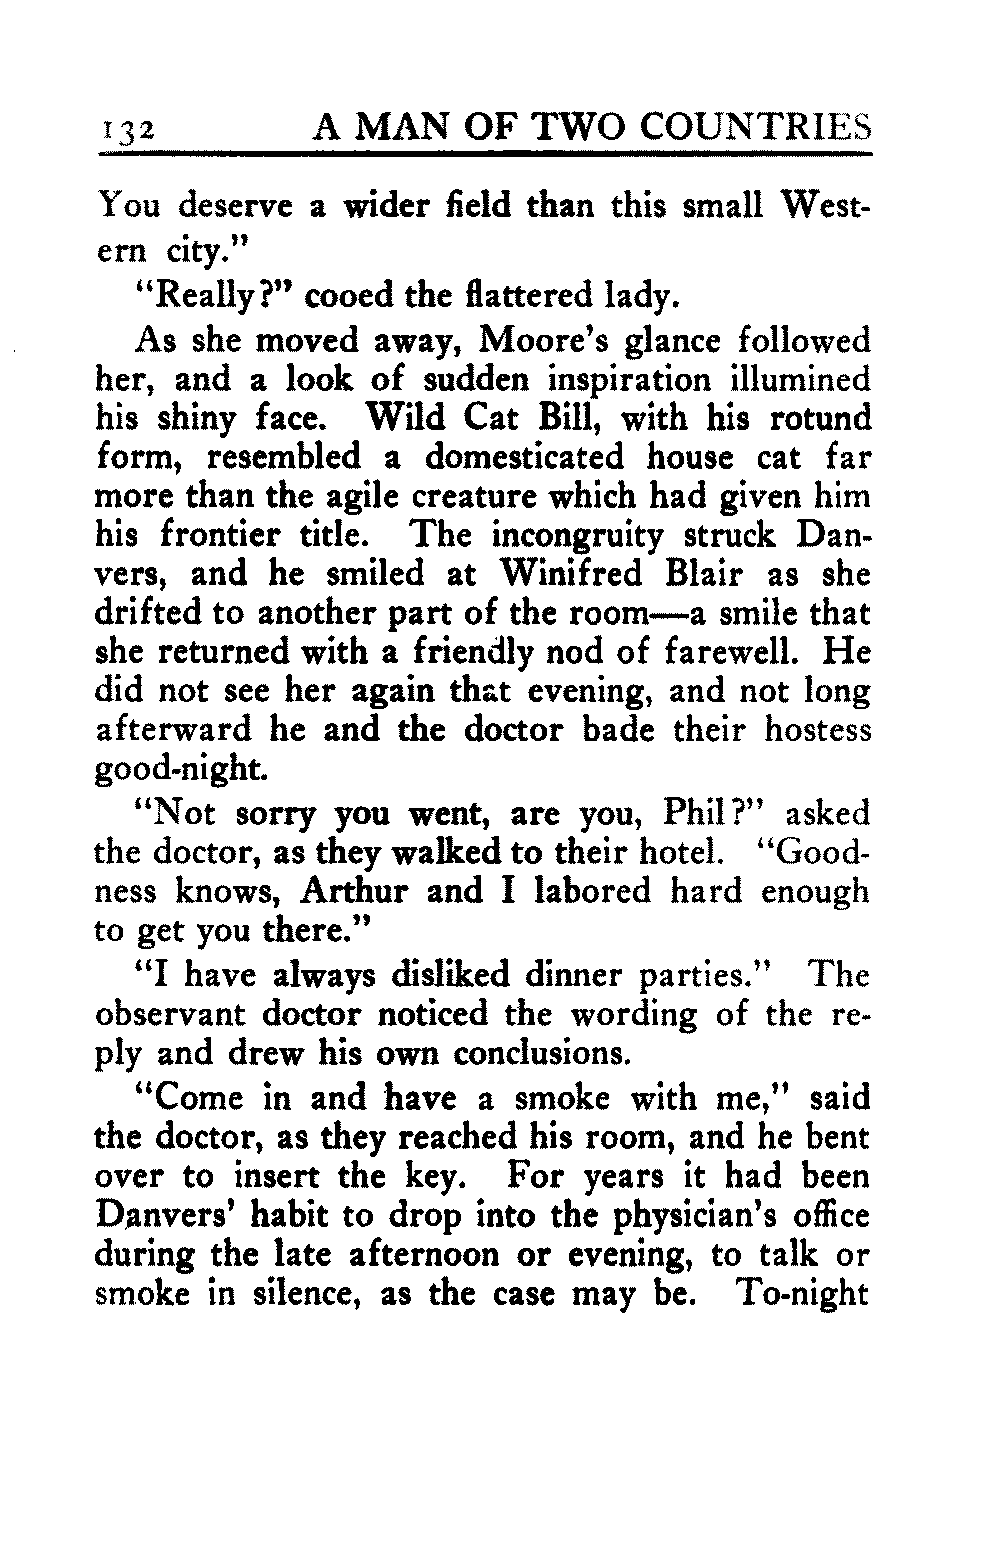 132 A MAN OF TWO COUNTRIES
You deserve a wider field than this small West-
ern city."
"Really?" cooed the flattered lady.
As she moved away, Moore's glance followed
her, and a look of sudden inspiration illumined
his shiny face. Wild Cat Bill, with his rotund
form, resembled a domesticated house cat far
more than the agile creature which had given him
his frontier title. The incongruity struck Dan-
vers, and he smiled at Winifred Blair as she
drifted to another part of the room—a smile that
she returned with a friendly nod of farewell. He
did not see her again that evening, and not long
afterward he and the doctor bade their hostess
good-night.
"Not sorry you went, are you, Phil?" asked
the doctor, as they walked to their hotel. "Good-
ness knows, Arthur and I labored hard enough
to get you there."
"I have always disliked dinner parties." The
observant doctor noticed the wording of the re-
ply and drew his own conclusions.
"Come in and have a smoke with me," said
the doctor, as they reached his room, and he bent
over to insert the key. For years it had been
Danvers' habit to drop into the physician's office
during the late afternoon or evening, to talk or
smoke in silence, as the case may be. To-night